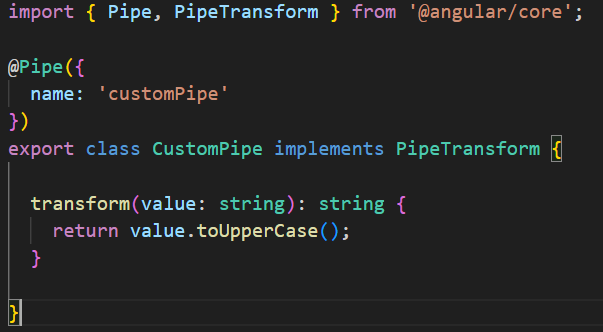 import { Pipe, PipeTransform } from '@angular/core';
@Pipe({
  name: 'customPipe'
})
export class CustomPipe implements PipeTransform {
  transform(value: string): string {
    return value.toUpperCase();
  }
}